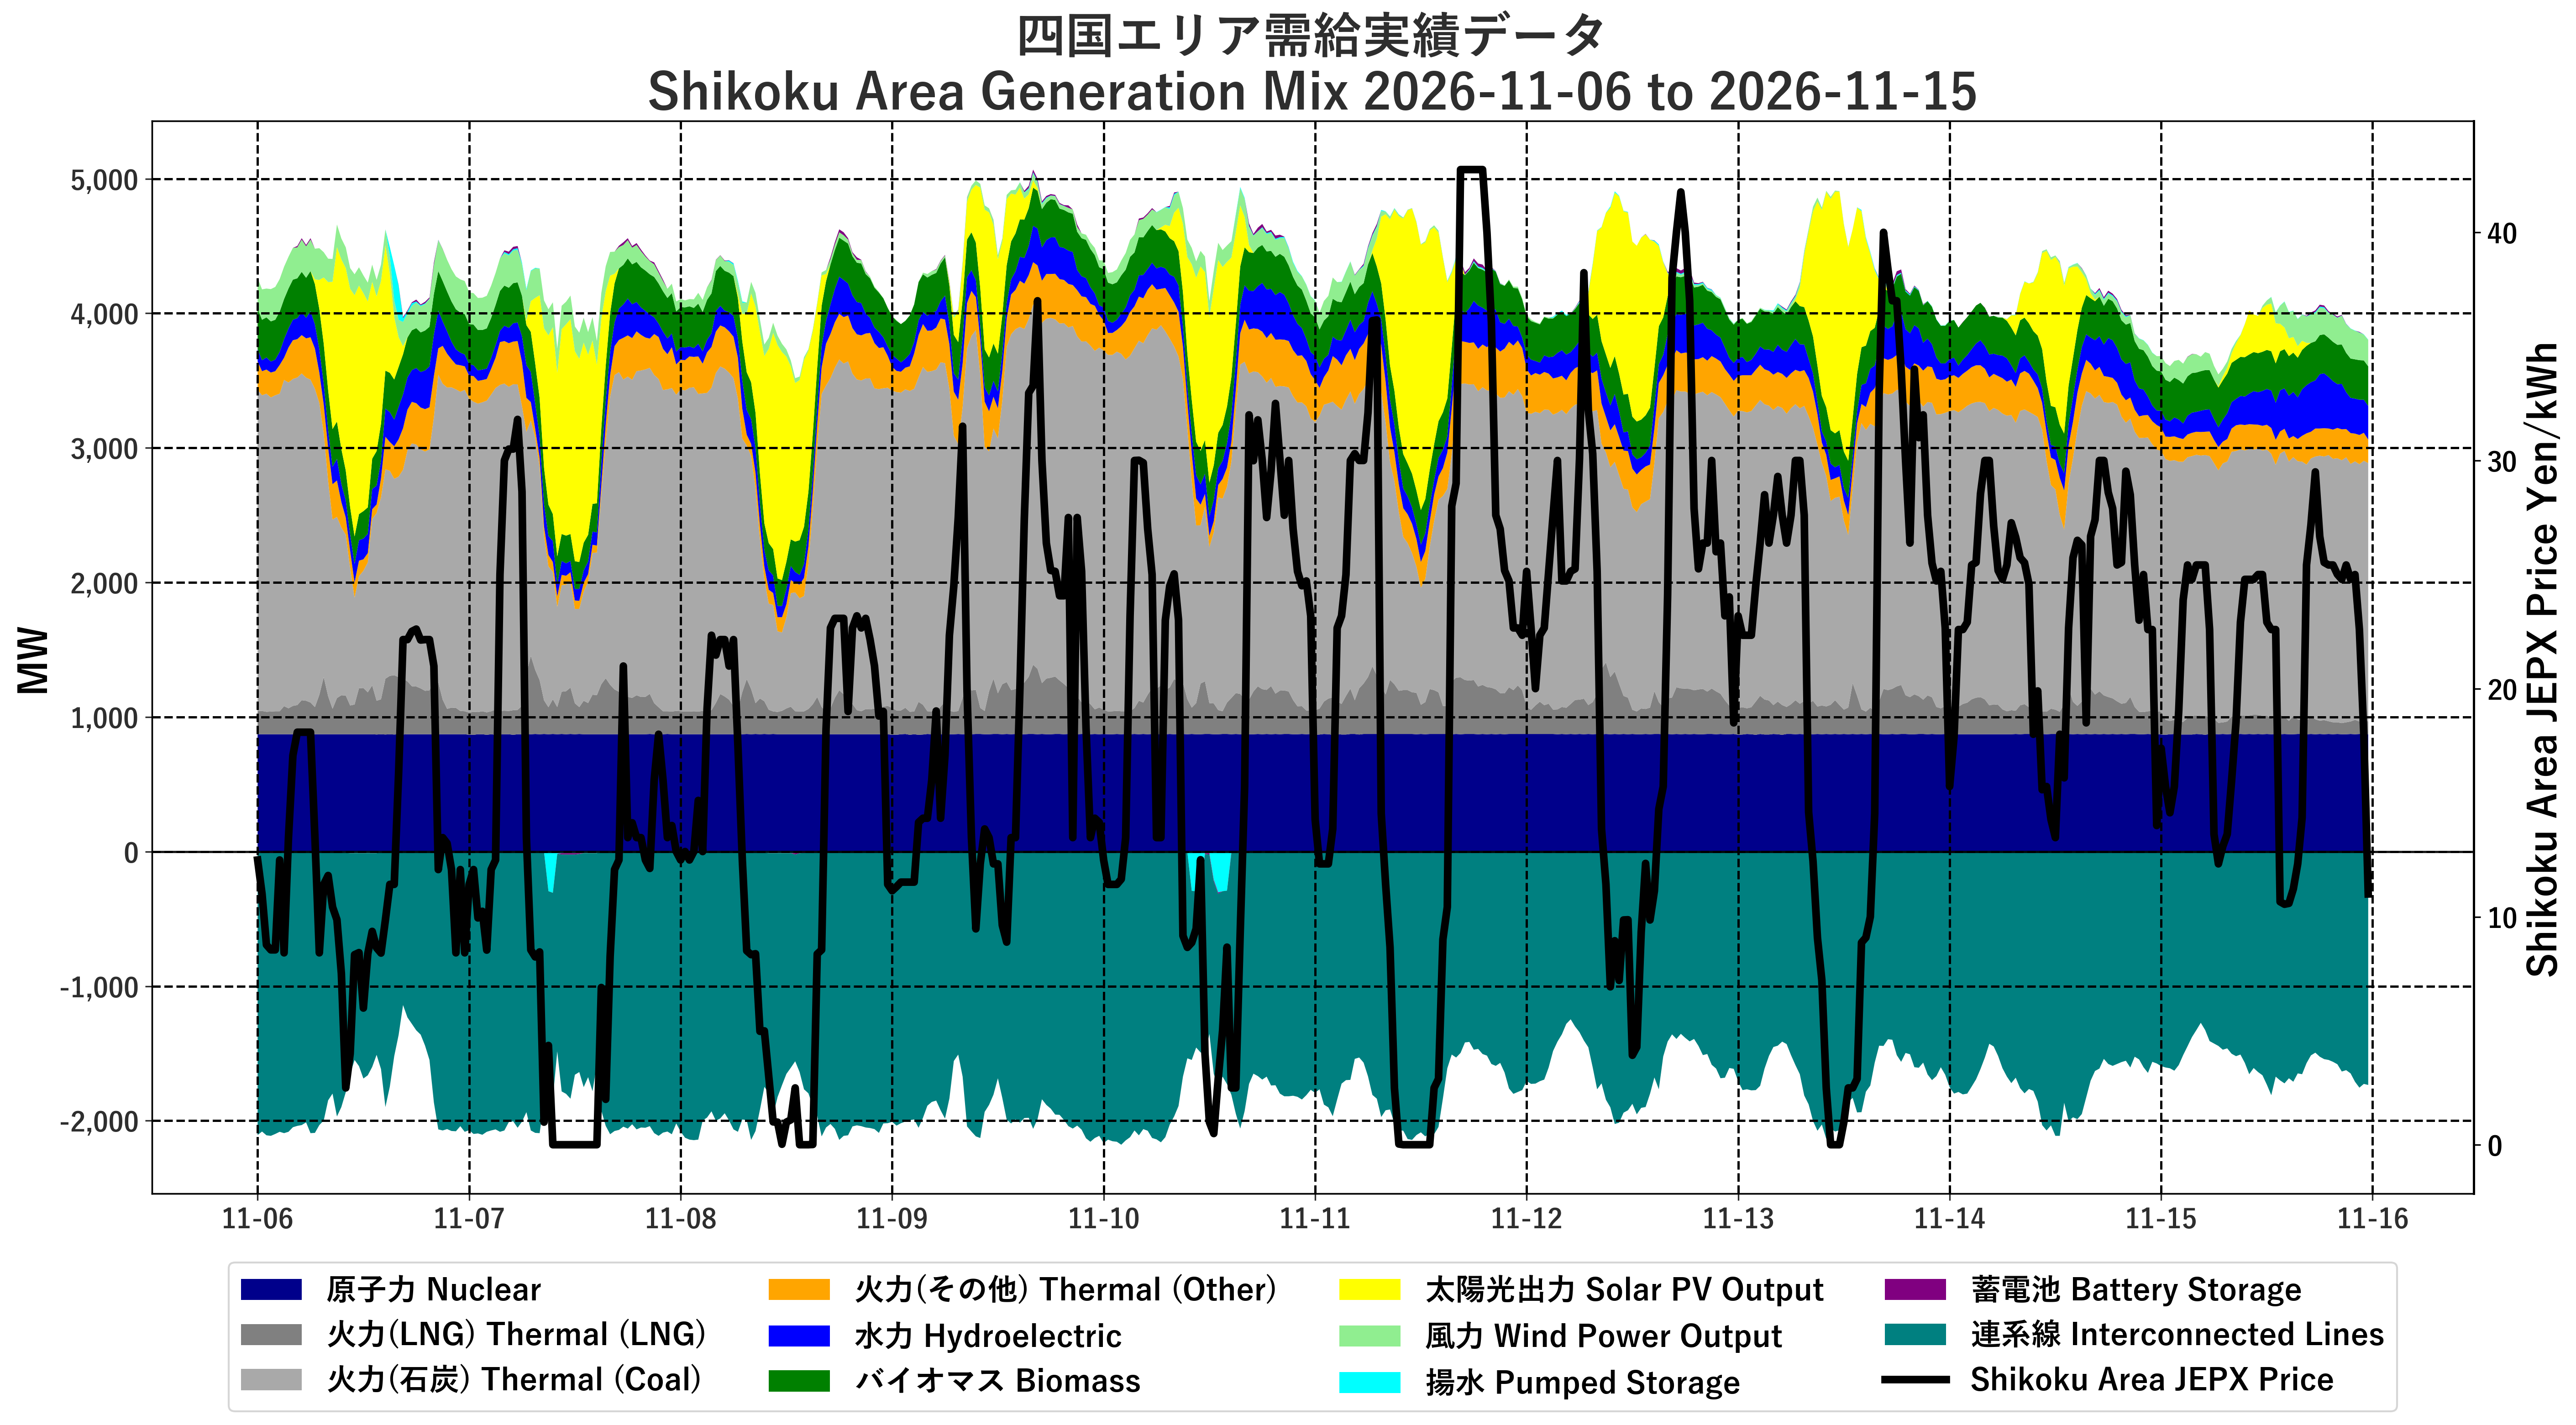 四国エリア需給実績データ
Shikoku Area Generation Mix 2026-11-06 to 2026-11-15
MW
5,000
4,000
3,000
2,000
1,000
0
-1,000
-2,000
40
30
20
10
0
Shikoku Area JEPX Price Yen/kWh
11-06
11-07
11-08
11-09
11-10
11-11
11-12
11-13
11-14
11-15
11-16
原子力 Nuclear
火力(LNG) Thermal (LNG)
火力(石炭) Thermal (Coal)
火力(その他) Thermal (Other)
水力 Hydroelectric
バイオマス Biomass
太陽光出力 Solar PV Output
風力 Wind Power Output
揚水 Pumped Storage
蓄電池 Battery Storage
連系線 Interconnected Lines
Shikoku Area JEPX Price